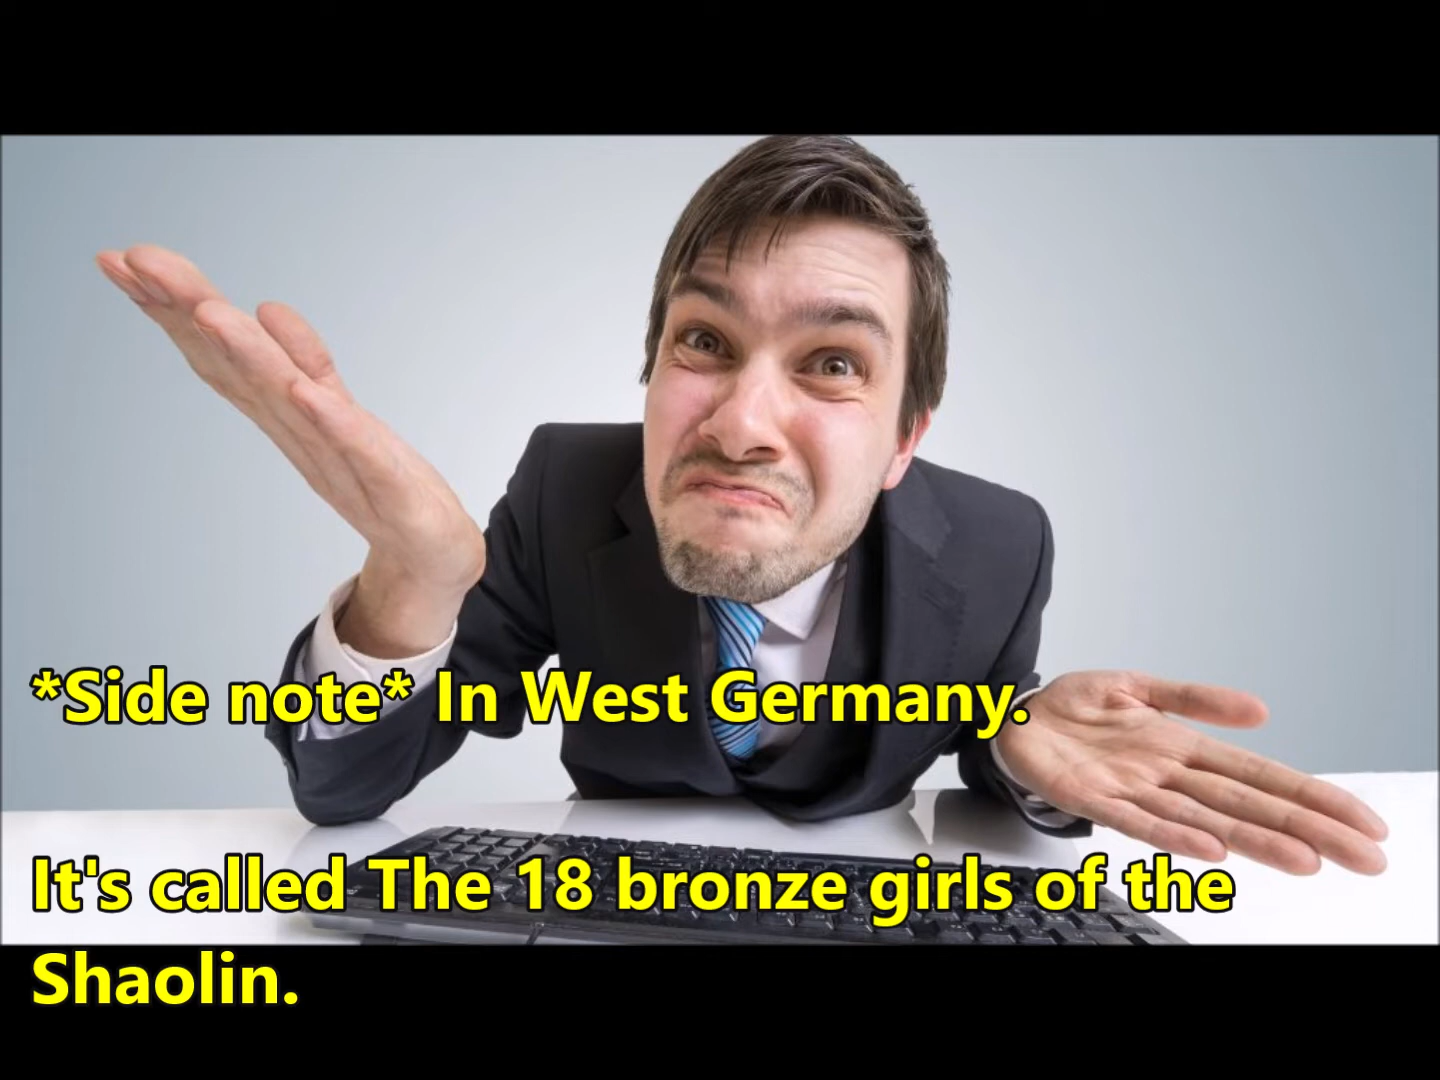 *Side note* In West Germany.
It's called The 18 bronze girls of the
Shaolin.